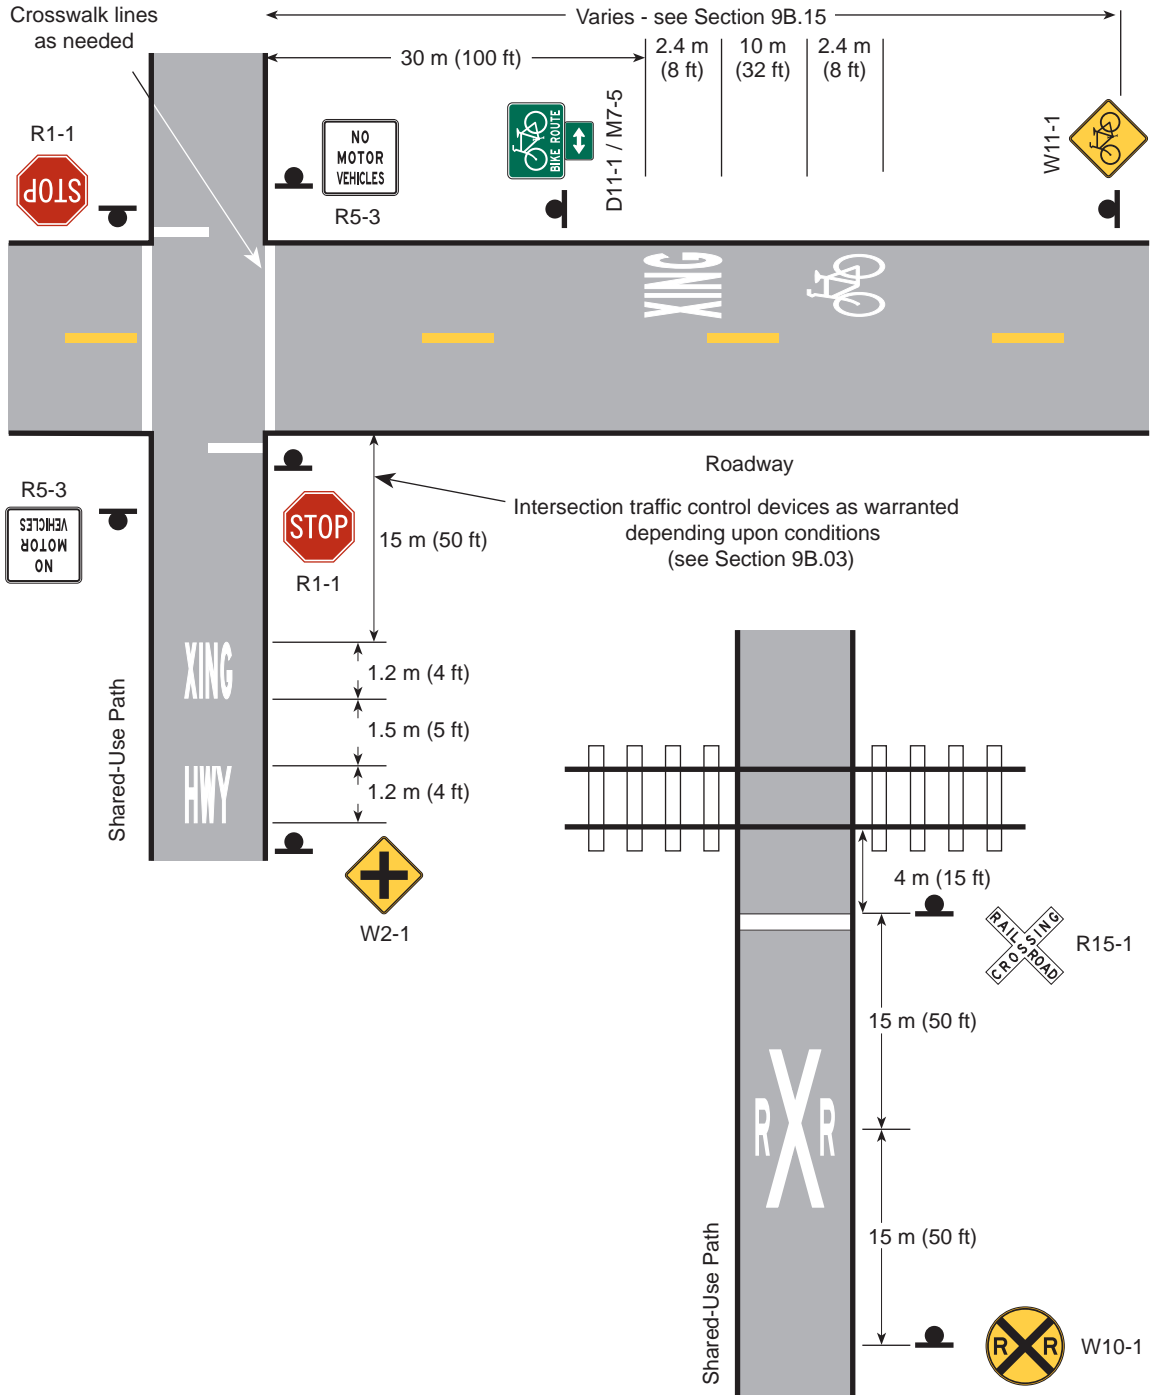 Crosswalk lines
as needed
Varies - see Section 9B.15
30 m (100 ft)
2.4 m
(8 ft)
10 m
(32 ft)
2.4 m
(8 ft)
R1-1
STOP
NO
MOTOR
VEHICLES
R5-3
BIKE ROUTE
D11-1 / M7-5
W11-1
XING
Roadway
R5-3
NO
MOTOR
VEHICLES
STOP
R1-1
15 m (50 ft)
Intersection traffic control devices as warranted
depending upon conditions
(see Section 9B.03)
XING
1.2 m (4 ft)
1.5 m (5 ft)
HWY
1.2 m (4 ft)
Shared-Use Path
W2-1
4 m (15 ft)
RAILROAD
CROSSING
R15-1
15 m (50 ft)
R X R
15 m (50 ft)
Shared-Use Path
R R
W10-1